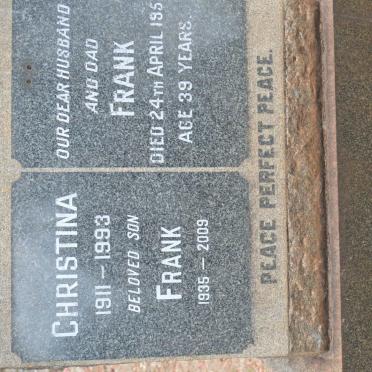 OUR DEAR HUSBAND
AND DAD
FRANK
DIED 24TH APRIL 195
AGE 39 YEARS.
CHRISTINA
1911-1993
BELOVED SON
FRANK
1935-2009
PEACE PERFECT PEACE.